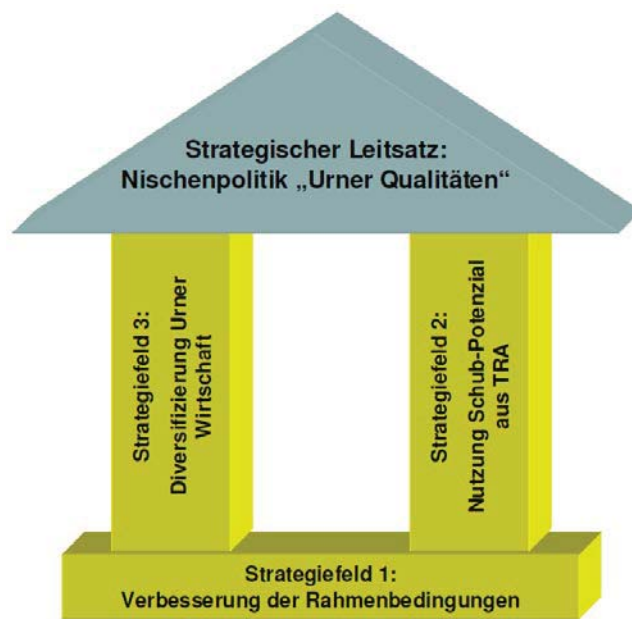 Strategischer Leitsatz:
Nischenpolitik „Urner Qualitäten“
Strategiefeld 3:
Diversifizierung Urner
Wirtschaft
Strategiefeld 2:
Nutzung Schub-Potenzial
aus TRA
Strategiefeld 1:
Verbesserung der Rahmenbedingungen